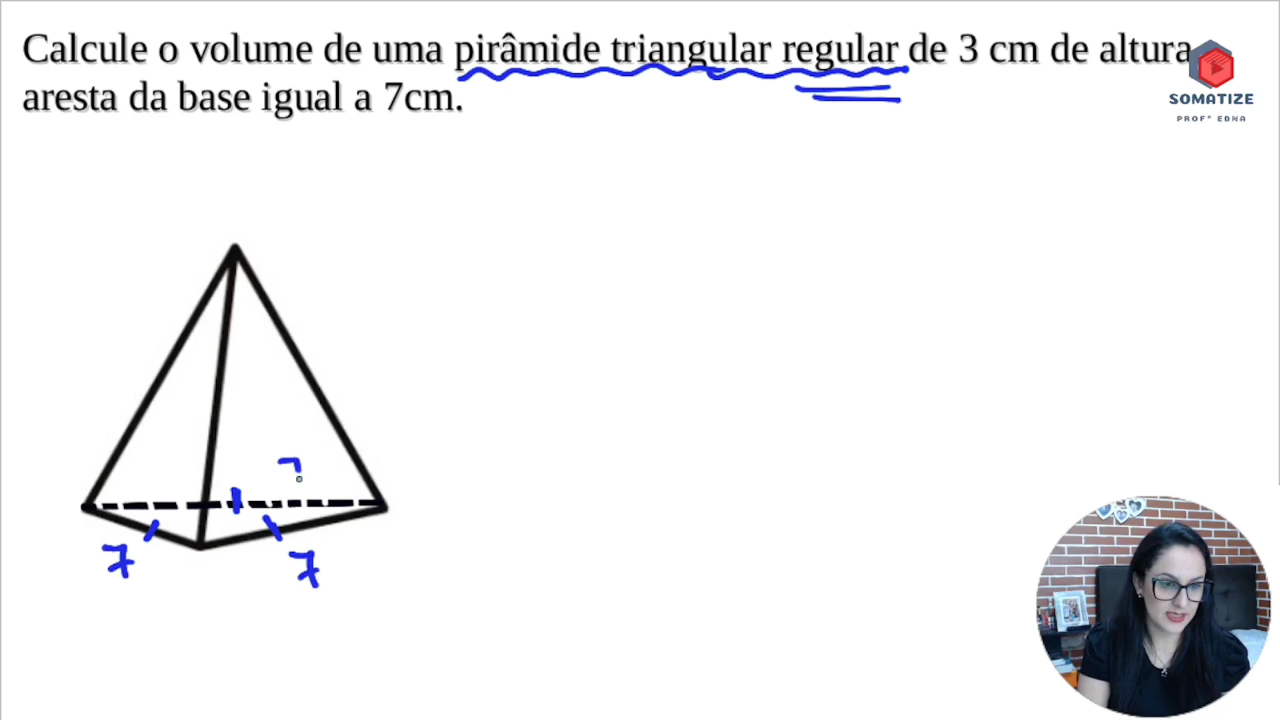 Calcule o volume de uma pirâmide triangular regular de 3 cm de altura
aresta da base igual a 7cm.
SOMATIZE
PROFª EDNA
7
7
7